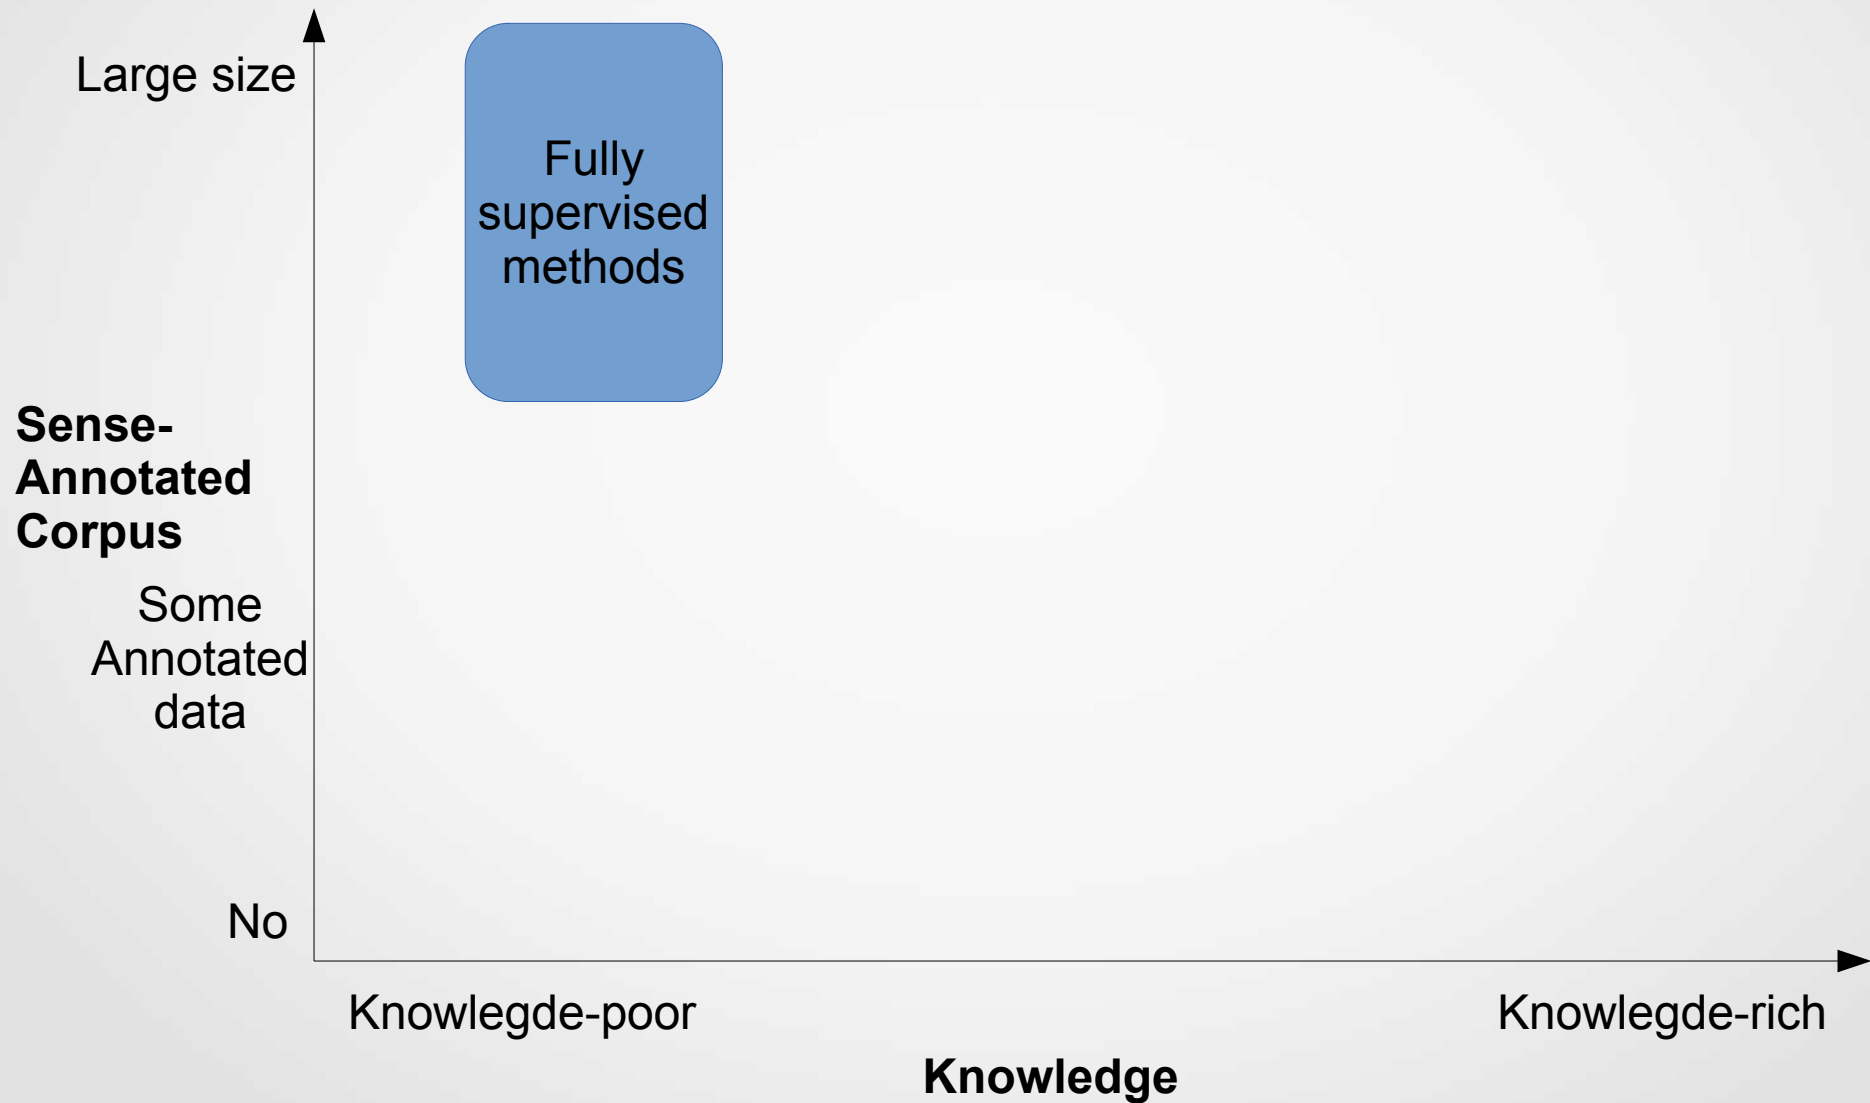 Large size
Fully
supervised
methods
Sense-
Annotated
Corpus
Some
Annotated
data
No
Knowlegde-poor
Knowlegde-rich
Knowledge